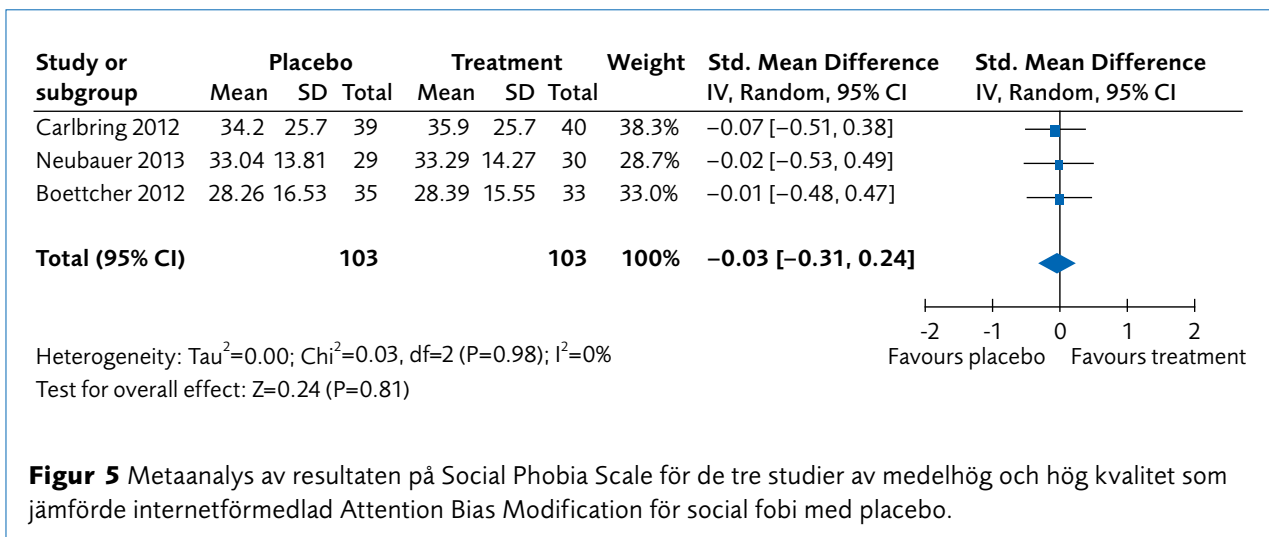 Study or Placebo Treatment Weight Std. Mean Difference Std. Mean Difference
subgroup Mean SD Total Mean SD Total IV, Random, 95% CI IV, Random, 95% CI
Carlbring 2012 34.2 25.7 39 35.9 25.7 40 38.3% −0.07 [−0.51, 0.38]
Neubauer 2013 33.04 13.81 29 33.29 14.27 30 28.7% −0.02 [−0.53, 0.49]
Boettcher 2012 28.26 16.53 35 28.39 15.55 33 33.0% −0.01 [−0.48, 0.47]
Total (95% CI) 103 103 100% −0.03 [−0.31, 0.24]
-2 -1 0 1 2
Favours placebo Favours treatment
Heterogeneity: Tau²=0.00; Chi²=0.03, df=2 (P=0.98); I²=0%
Test for overall effect: Z=0.24 (P=0.81)
Figur 5 Metaanalys av resultaten på Social Phobia Scale för de tre studier av medelhög och hög kvalitet som
jämförde internetförmedlad Attention Bias Modification för social fobi med placebo.